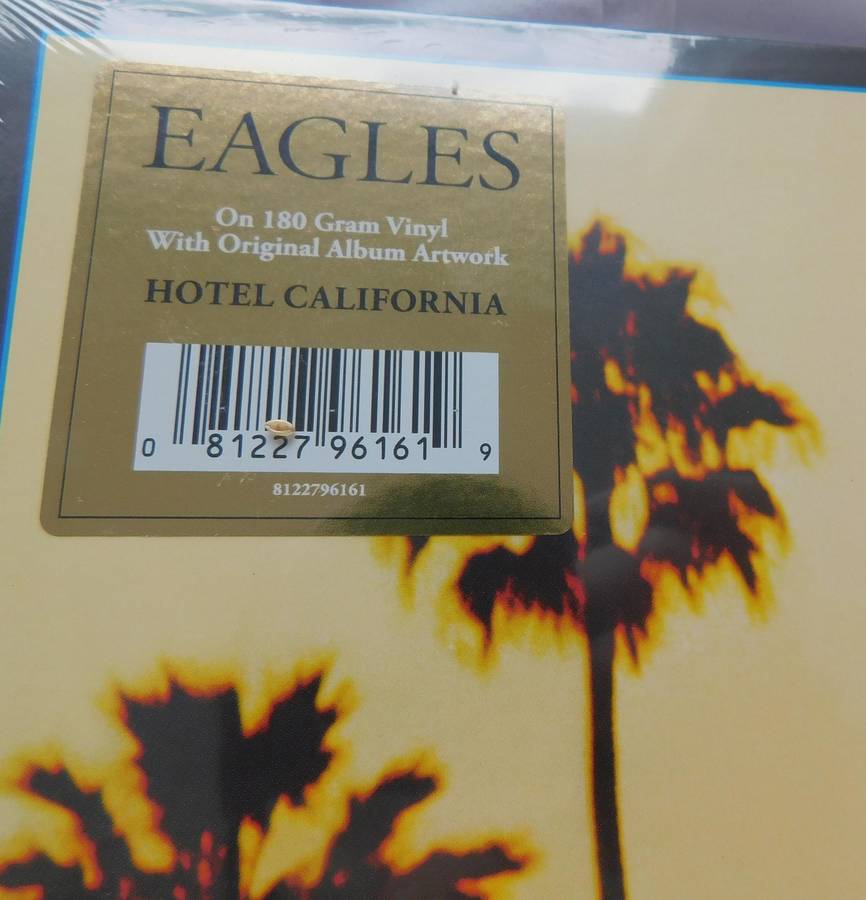 EAGLES
On 180 Gram Vinyl
With Original Album Artwork
HOTEL CALIFORNIA
0 81227 96161 9
8122796161